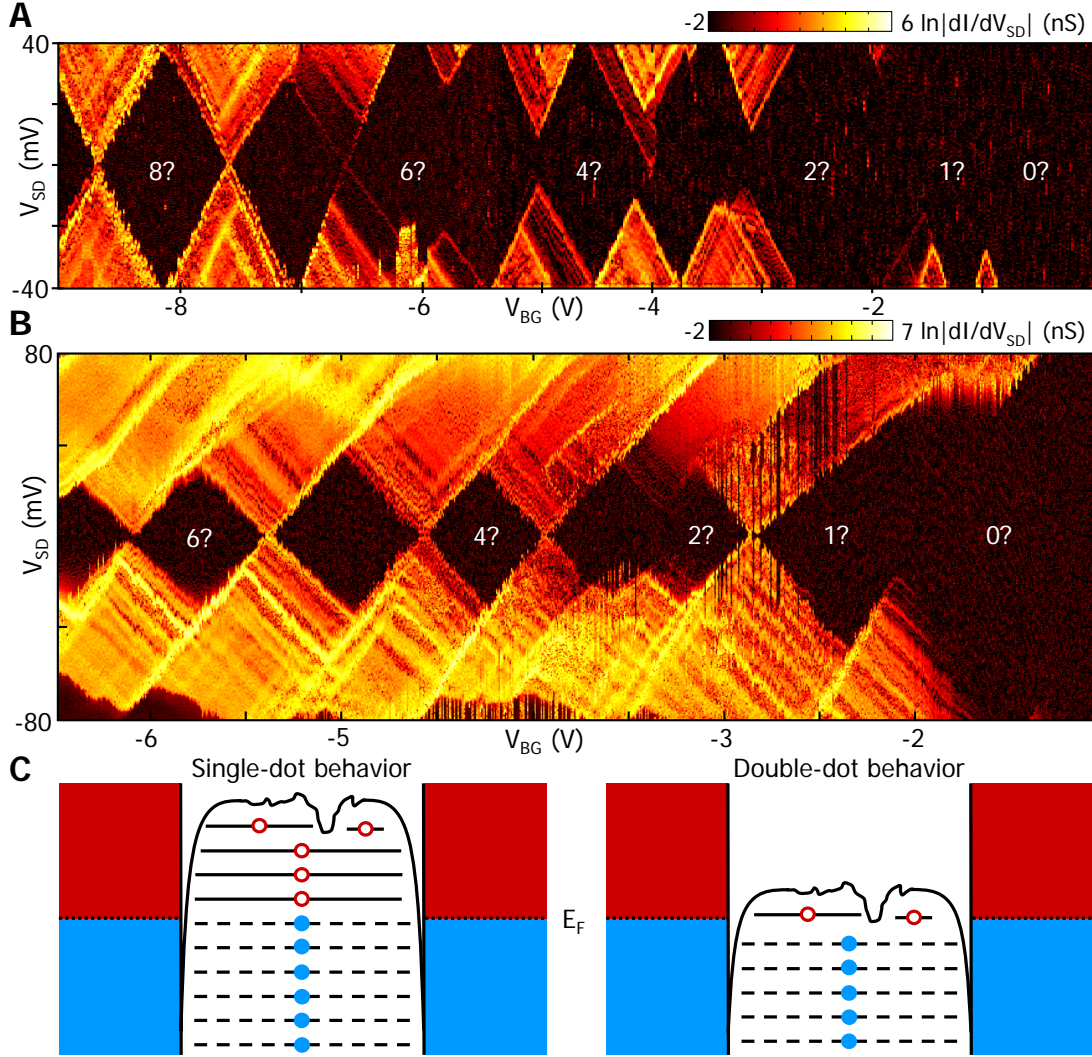 A
-2 6 ln|dI/dV_SD| (nS)
40
V_SD (mV)
8? 6? 4? 2? 1? 0?
-40
-8 -6 V_BG (V) -4 -2
B
-2 7 ln|dI/dV_SD| (nS)
80
V_SD (mV)
6? 4? 2? 1? 0?
-80
-6 -5 V_BG (V) -3 -2
C
Single-dot behavior Double-dot behavior
E_F